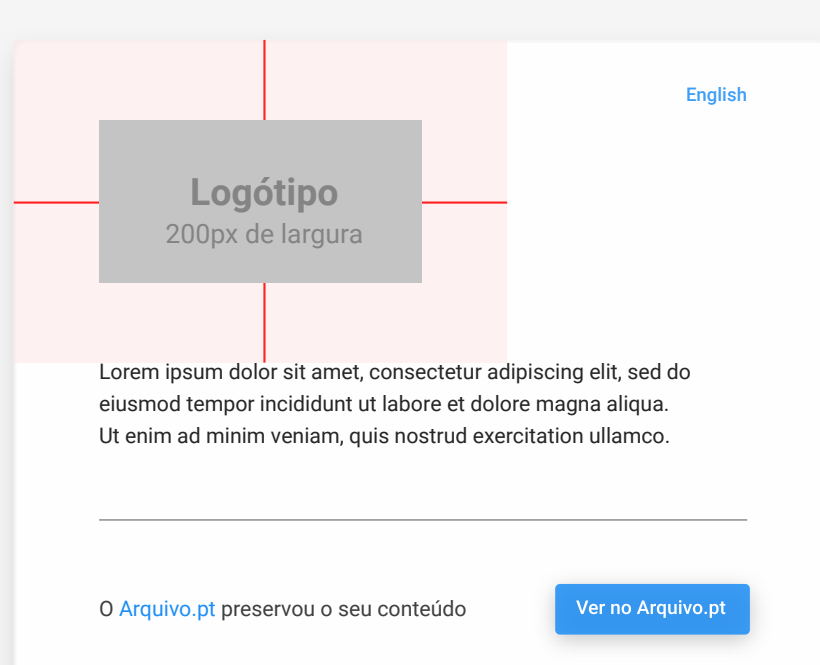 English
Logótipo
200px de largura
Lorem ipsum dolor sit amet, consectetur adipiscing elit, sed do
eiusmod tempor incididunt ut labore et dolore magna aliqua.
Ut enim ad minim veniam, quis nostrud exercitation ullamco.
O Arquivo.pt preservou o seu conteúdo
Ver no Arquivo.pt